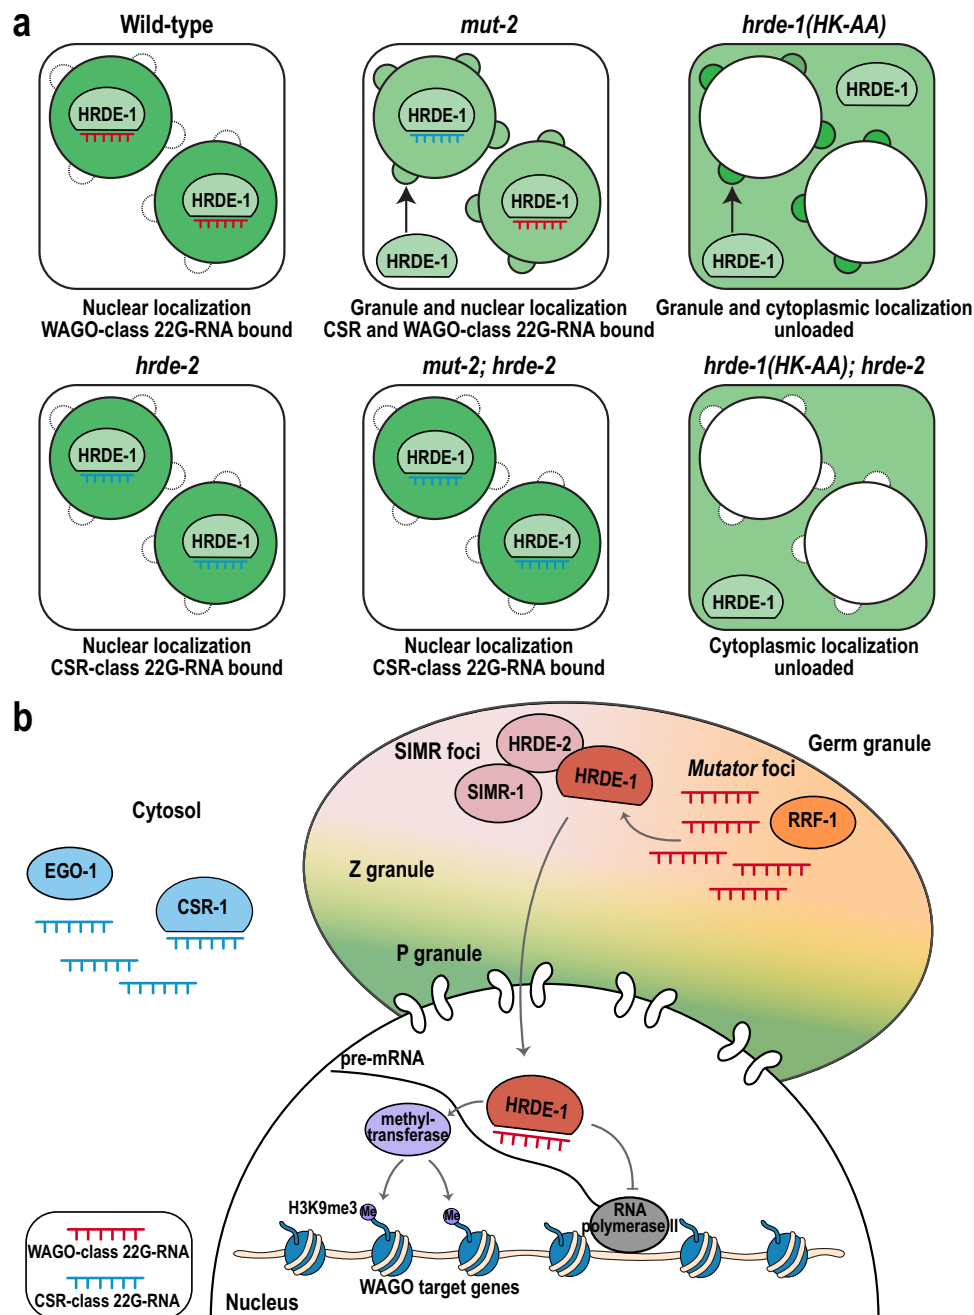 a
Wild-type
mut-2
hrde-1(HK-AA)
HRDE-1
HRDE-1
HRDE-1
HRDE-1
HRDE-1
HRDE-1
HRDE-1
Nuclear localization
WAGO-class 22G-RNA bound
Granule and nuclear localization
CSR and WAGO-class 22G-RNA bound
Granule and cytoplasmic localization
unloaded
hrde-2
mut-2; hrde-2
hrde-1(HK-AA); hrde-2
HRDE-1
HRDE-1
HRDE-1
HRDE-1
HRDE-1
Nuclear localization
CSR-class 22G-RNA bound
Nuclear localization
CSR-class 22G-RNA bound
Cytoplasmic localization
unloaded
b
Germ granule
SIMR foci
HRDE-2
HRDE-1
SIMR-1
Mutator foci
RRF-1
Cytosol
EGO-1
CSR-1
Z granule
P granule
pre-mRNA
HRDE-1
methyl-
transferase
H3K9me3
Me
Me
RNA
polymerase II
WAGO target genes
Nucleus
WAGO-class 22G-RNA
CSR-class 22G-RNA